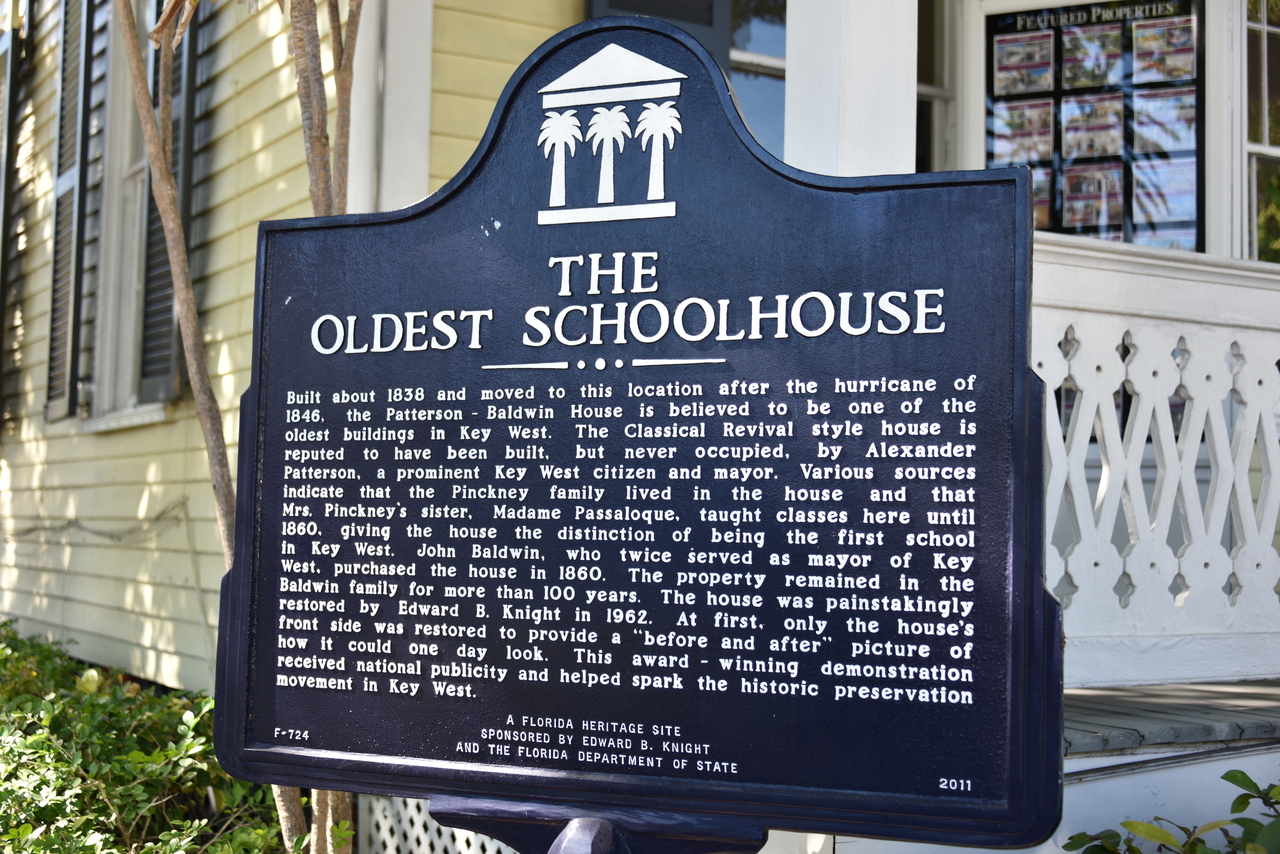 FEATURED PROPERTIES
THE
OLDEST SCHOOLHOUSE
Built about 1838 and moved to this location after the hurricane of
1846, the Patterson - Baldwin House is believed to be one of the
oldest buildings in Key West. The Classical Revival style house is
reputed to have been built, but never occupied, by Alexander
Patterson, a prominent Key West citizen and mayor. Various sources
indicate that the Pinckney family lived in the house and that
Mrs. Pinckney's sister, Madame Passaloque, taught classes here until
1860, giving the house the distinction of being the first school
in Key West. John Baldwin, who twice served as mayor of Key
West, purchased the house in 1860. The property remained in the
Baldwin family for more than 100 years. The house was painstakingly
restored by Edward B. Knight in 1962. At first, only the house's
front side was restored to provide a "before and after" picture of
how it could one day look. This award - winning demonstration
received national publicity and helped spark the historic preservation
movement in Key West.
A FLORIDA HERITAGE SITE
SPONSORED BY EDWARD B. KNIGHT
AND THE FLORIDA DEPARTMENT OF STATE
F-724
2011